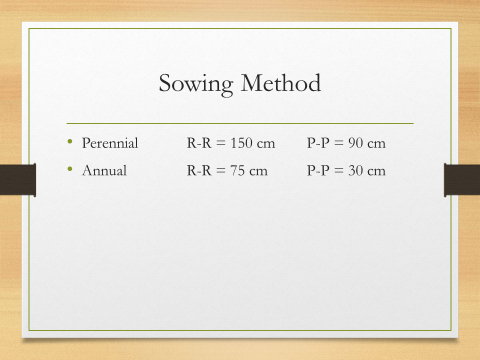 Sowing Method
• Perennial R-R = 150 cm P-P = 90 cm
• Annual R-R = 75 cm P-P = 30 cm